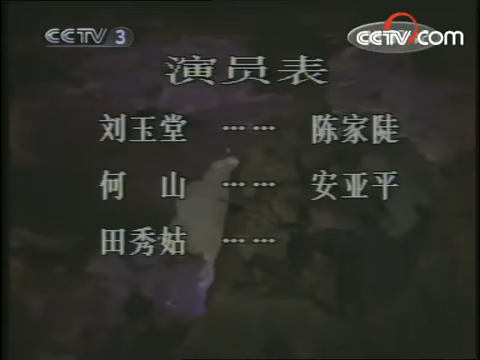 CCTV 3
CCTV.com
演员表
刘玉堂 …… 陈家陡
何 山 …… 安亚平
田秀姑 ……